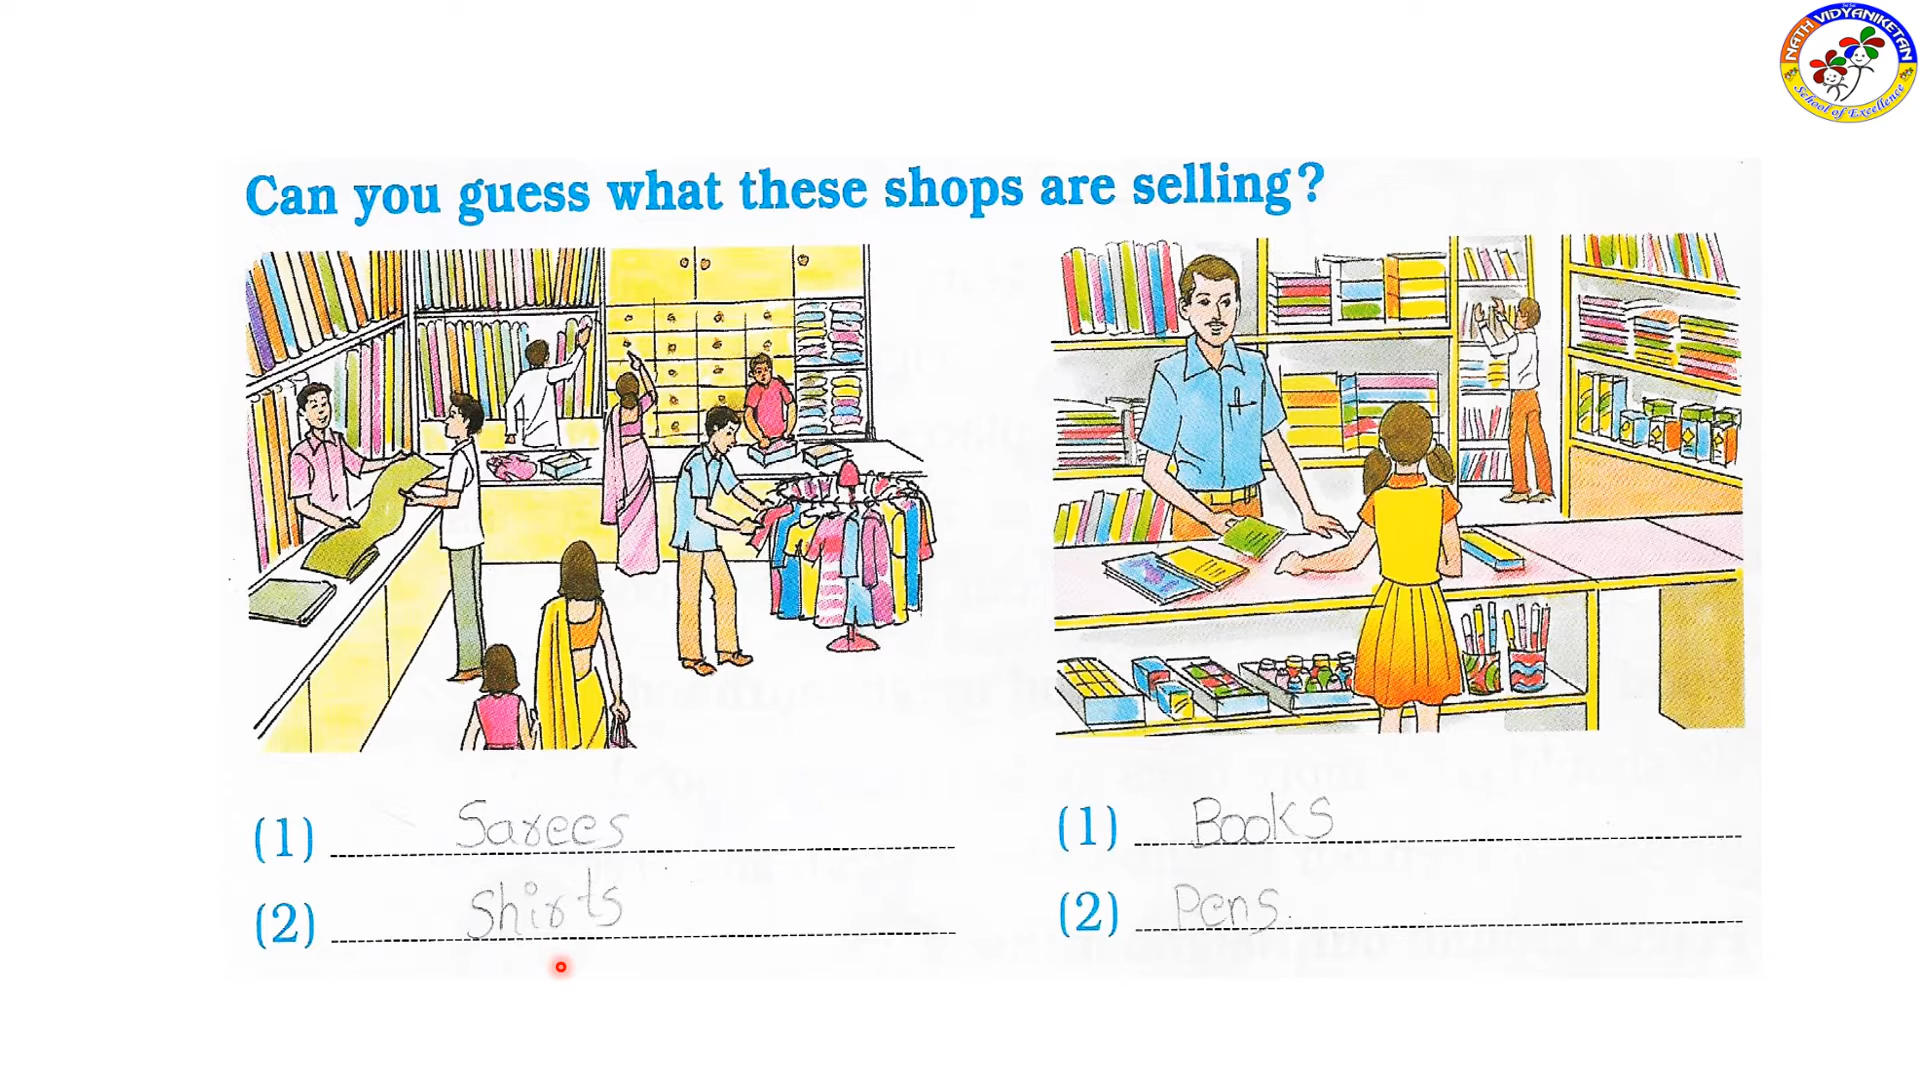 NATH VIDYANIKETAN
School of Excellence
Can you guess what these shops are selling?
(1) Sarees
(2) Shirts
(1) Books
(2) Pens.